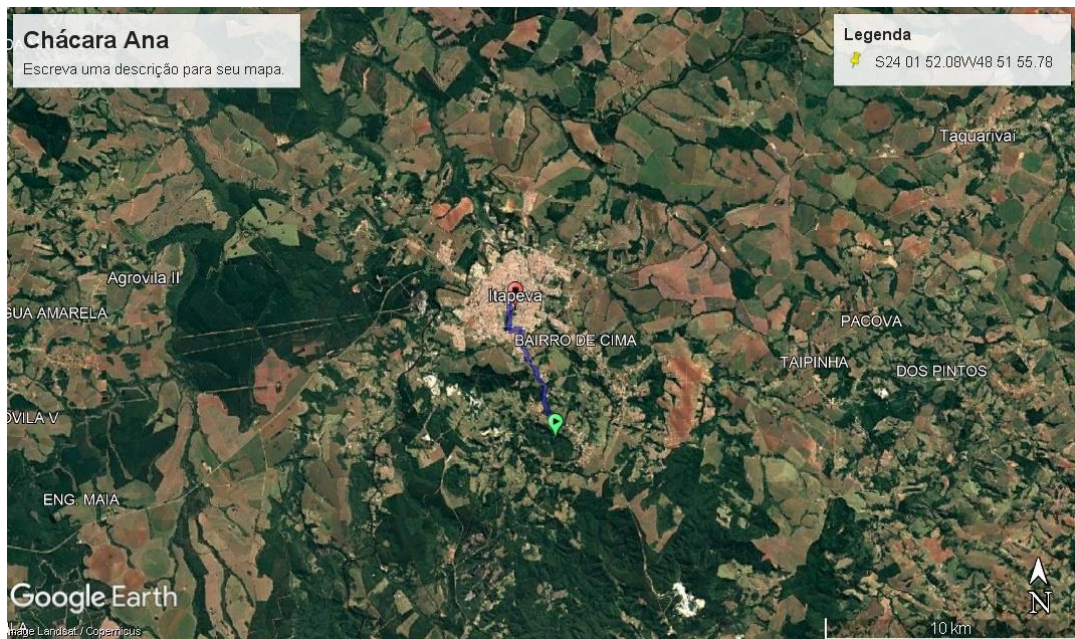 Chácara Ana
Escreva uma descrição para seu mapa.
Legenda
S24 01 52.08W48 51 55.78
Taquarivaí
Agrovila II
Itapeva
GUA AMARELA
PACOVA
BAIRRO DE CIMA
TAIPINHA
DOS PINTOS
OVILA V
ENG. MAIA
Google Earth
N
Image Landsat / Copernicus
10 km